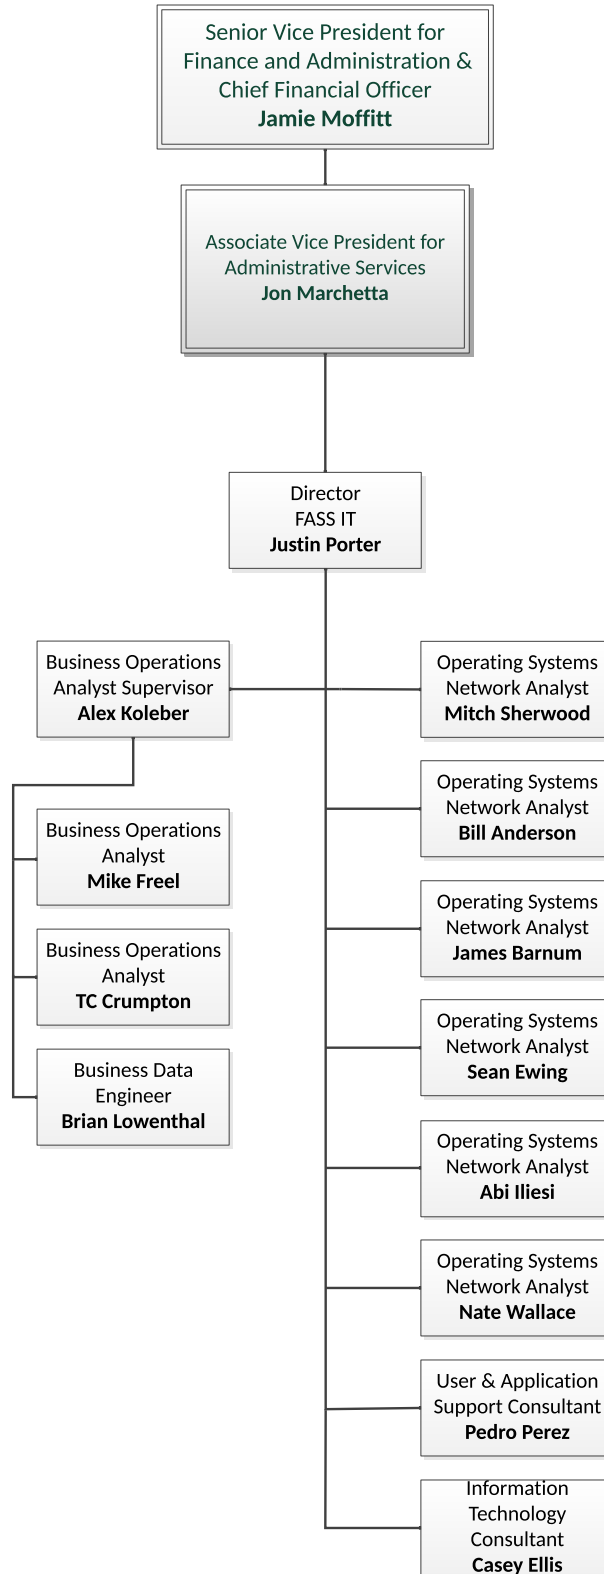 Senior Vice President for
Finance and Administration &
Chief Financial Officer
Jamie Moffitt
Associate Vice President for
Administrative Services
Jon Marchetta
Director
FASS IT
Justin Porter
Business Operations
Analyst Supervisor
Alex Koleber
Business Operations
Analyst
Mike Freel
Business Operations
Analyst
TC Crumpton
Business Data
Engineer
Brian Lowenthal
Operating Systems
Network Analyst
Mitch Sherwood
Operating Systems
Network Analyst
Bill Anderson
Operating Systems
Network Analyst
James Barnum
Operating Systems
Network Analyst
Sean Ewing
Operating Systems
Network Analyst
Abi Iliesi
Operating Systems
Network Analyst
Nate Wallace
User & Application
Support Consultant
Pedro Perez
Information
Technology
Consultant
Casey Ellis